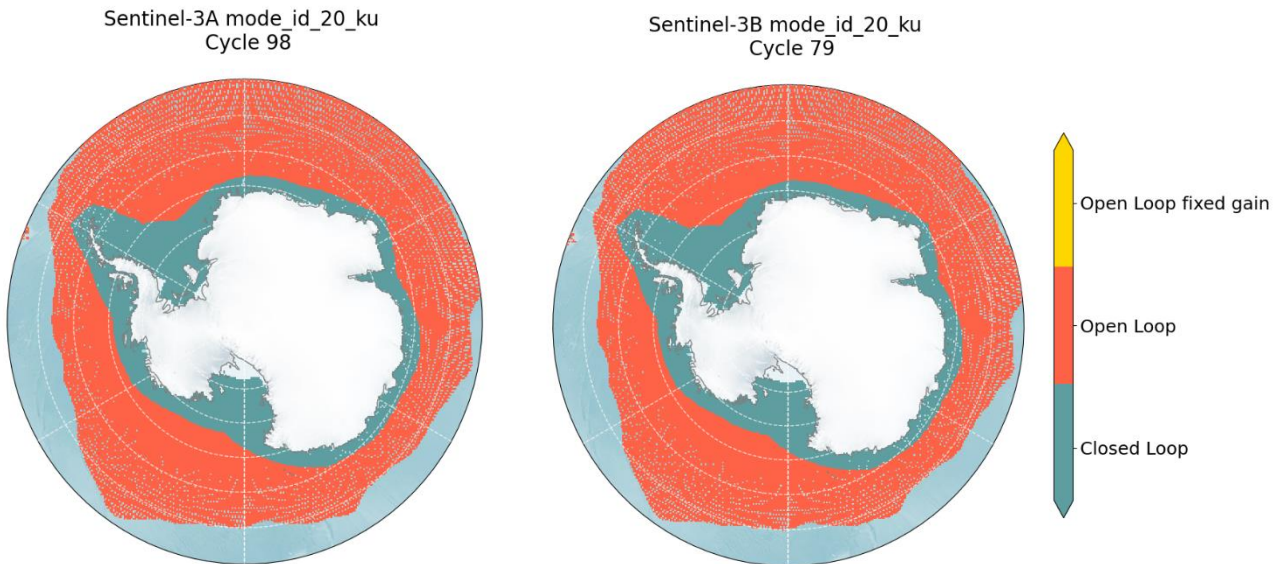 Sentinel-3A mode_id_20_ku
Cycle 98
Sentinel-3B mode_id_20_ku
Cycle 79
Open Loop fixed gain
Open Loop
Closed Loop